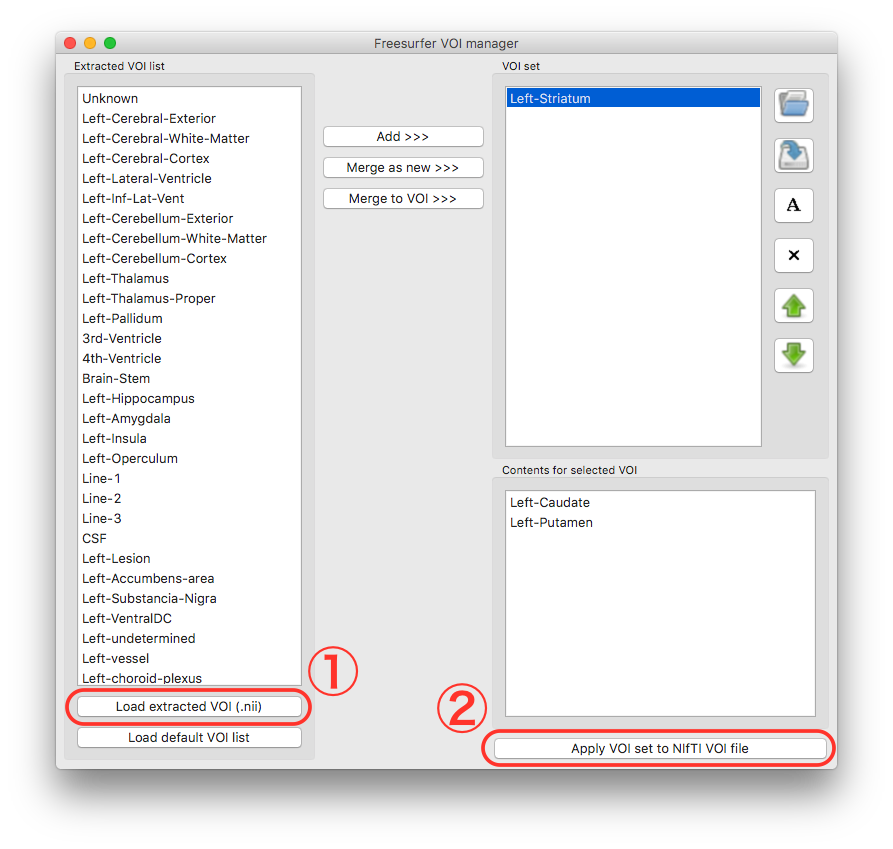 Freesurfer VOI manager
Extracted VOI list
Unknown
Left-Cerebral-Exterior
Left-Cerebral-White-Matter
Left-Cerebral-Cortex
Left-Lateral-Ventricle
Left-Inf-Lat-Vent
Left-Cerebellum-Exterior
Left-Cerebellum-White-Matter
Left-Cerebellum-Cortex
Left-Thalamus
Left-Thalamus-Proper
Left-Pallidum
3rd-Ventricle
4th-Ventricle
Brain-Stem
Left-Hippocampus
Left-Amygdala
Left-Insula
Left-Operculum
Line-1
Line-2
Line-3
CSF
Left-Lesion
Left-Accumbens-area
Left-Substancia-Nigra
Left-VentralDC
Left-undetermined
Left-vessel
Left-choroid-plexus
①
Load extracted VOI (.nii)
Load default VOI list
Add >>>
Merge as new >>>
Merge to VOI >>>
VOI set
Left-Striatum
A
×
Contents for selected VOI
Left-Caudate
Left-Putamen
②
Apply VOI set to NIfTI VOI file